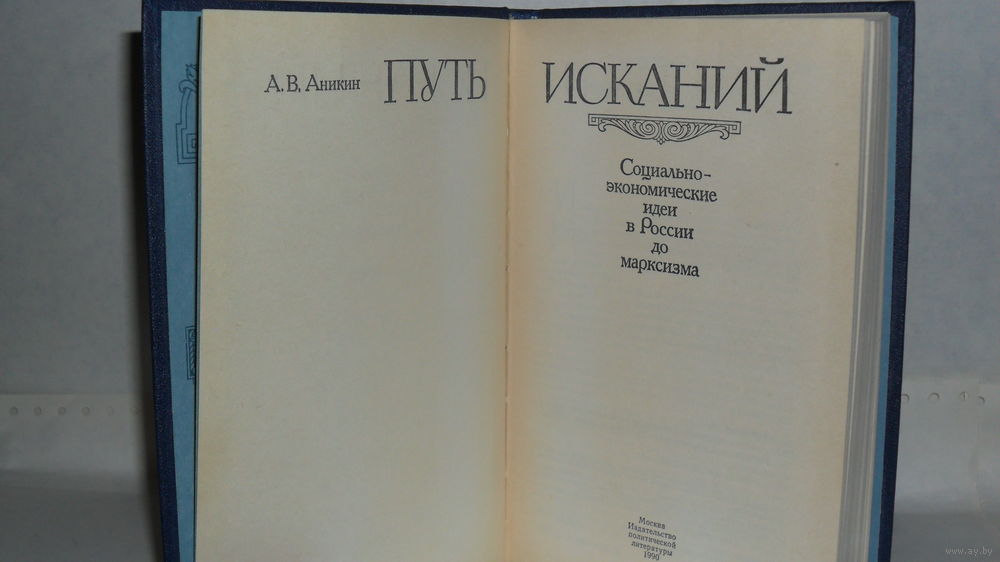 А. В. Аникин ПУТЬ ИСКАНИЙ
Социально-
экономические
идеи
в России
до
марксизма
Москва
Издательство
политической
литературы
1990
www.ay.by